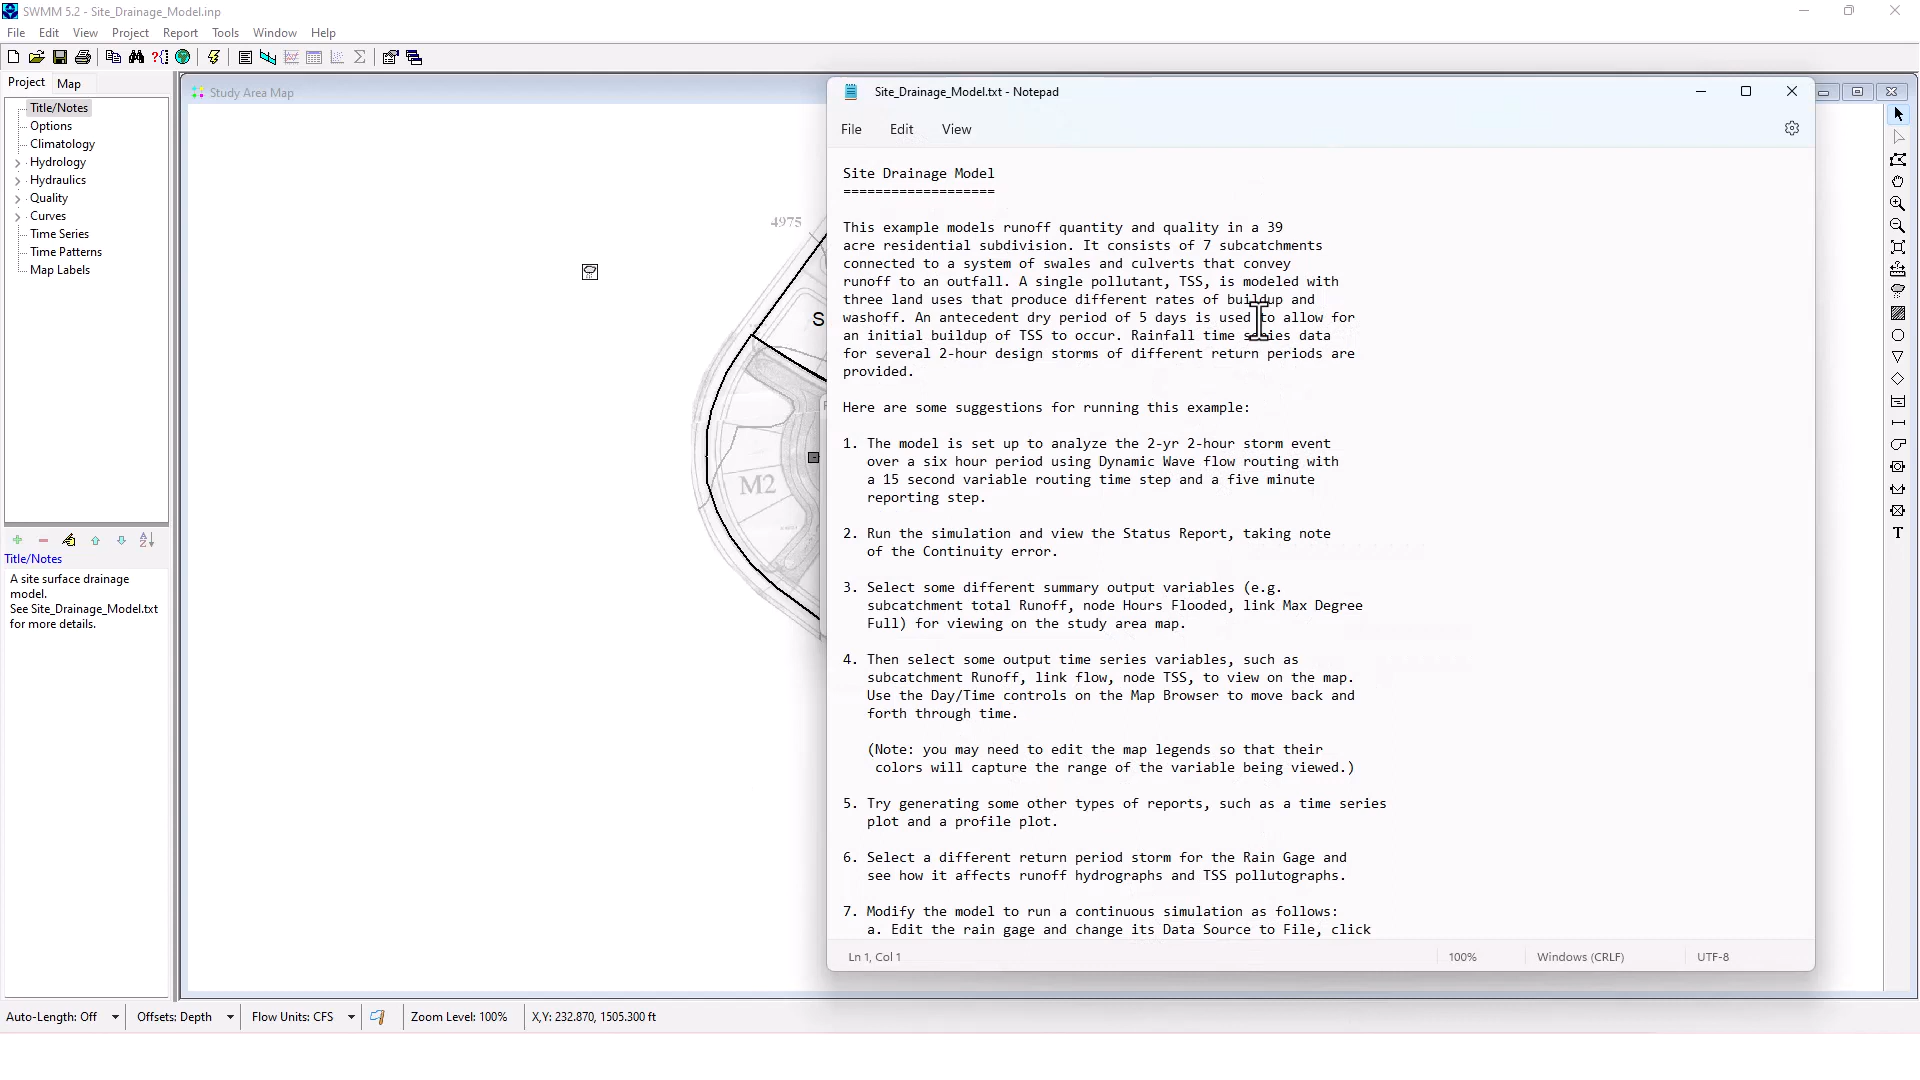 SWMM 5.2 - Site_Drainage_Model.inp
File Edit View Project Report Tools Window Help
Project Map
Title/Notes
Options
Climatology
Hydrology
Hydraulics
Quality
Curves
Time Series
Time Patterns
Map Labels
Title/Notes
A site surface drainage
model.
See Site_Drainage_Model.txt
for more details.
Study Area Map
4975
S
M2
Site_Drainage_Model.txt - Notepad
File Edit View
Site Drainage Model
===================
This example models runoff quantity and quality in a 39
acre residential subdivision. It consists of 7 subcatchments
connected to a system of swales and culverts that convey
runoff to an outfall. A single pollutant, TSS, is modeled with
three land uses that produce different rates of buildup and
washoff. An antecedent dry period of 5 days is used to allow for
an initial buildup of TSS to occur. Rainfall time series data
for several 2-hour design storms of different return periods are
provided.
Here are some suggestions for running this example:
1. The model is set up to analyze the 2-yr 2-hour storm event
over a six hour period using Dynamic Wave flow routing with
a 15 second variable routing time step and a five minute
reporting step.
2. Run the simulation and view the Status Report, taking note
of the Continuity error.
3. Select some different summary output variables (e.g.
subcatchment total Runoff, node Hours Flooded, link Max Degree
Full) for viewing on the study area map.
4. Then select some output time series variables, such as
subcatchment Runoff, link flow, node TSS, to view on the map.
Use the Day/Time controls on the Map Browser to move back and
forth through time.
(Note: you may need to edit the map legends so that their
colors will capture the range of the variable being viewed.)
5. Try generating some other types of reports, such as a time series
plot and a profile plot.
6. Select a different return period storm for the Rain Gage and
see how it affects runoff hydrographs and TSS pollutographs.
7. Modify the model to run a continuous simulation as follows:
a. Edit the rain gage and change its Data Source to File, click
Ln 1, Col 1 100% Windows (CRLF) UTF-8
T
Auto-Length: Off Offsets: Depth Flow Units: CFS Zoom Level: 100% X,Y: 232.870, 1505.300 ft